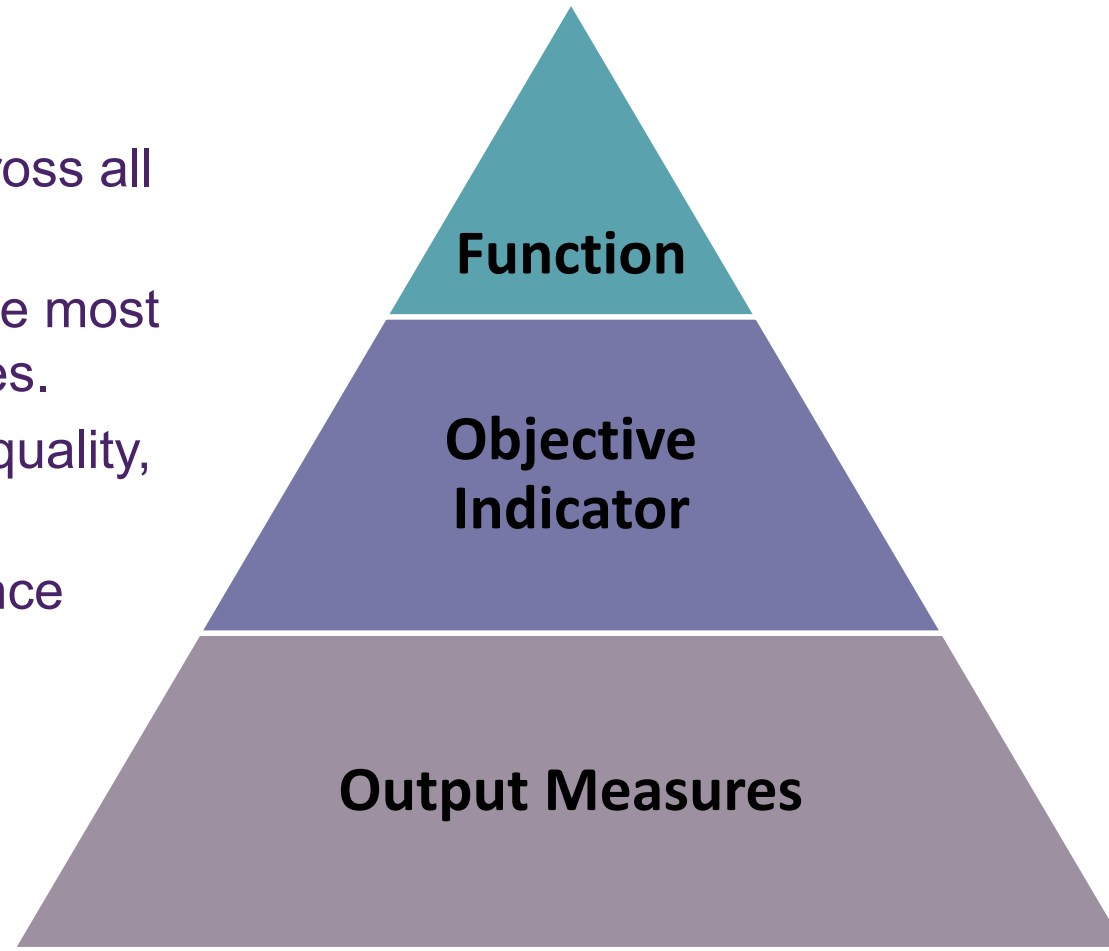 oss all
e most
es.
quality,
nce
Function
Objective
Indicator
Output Measures